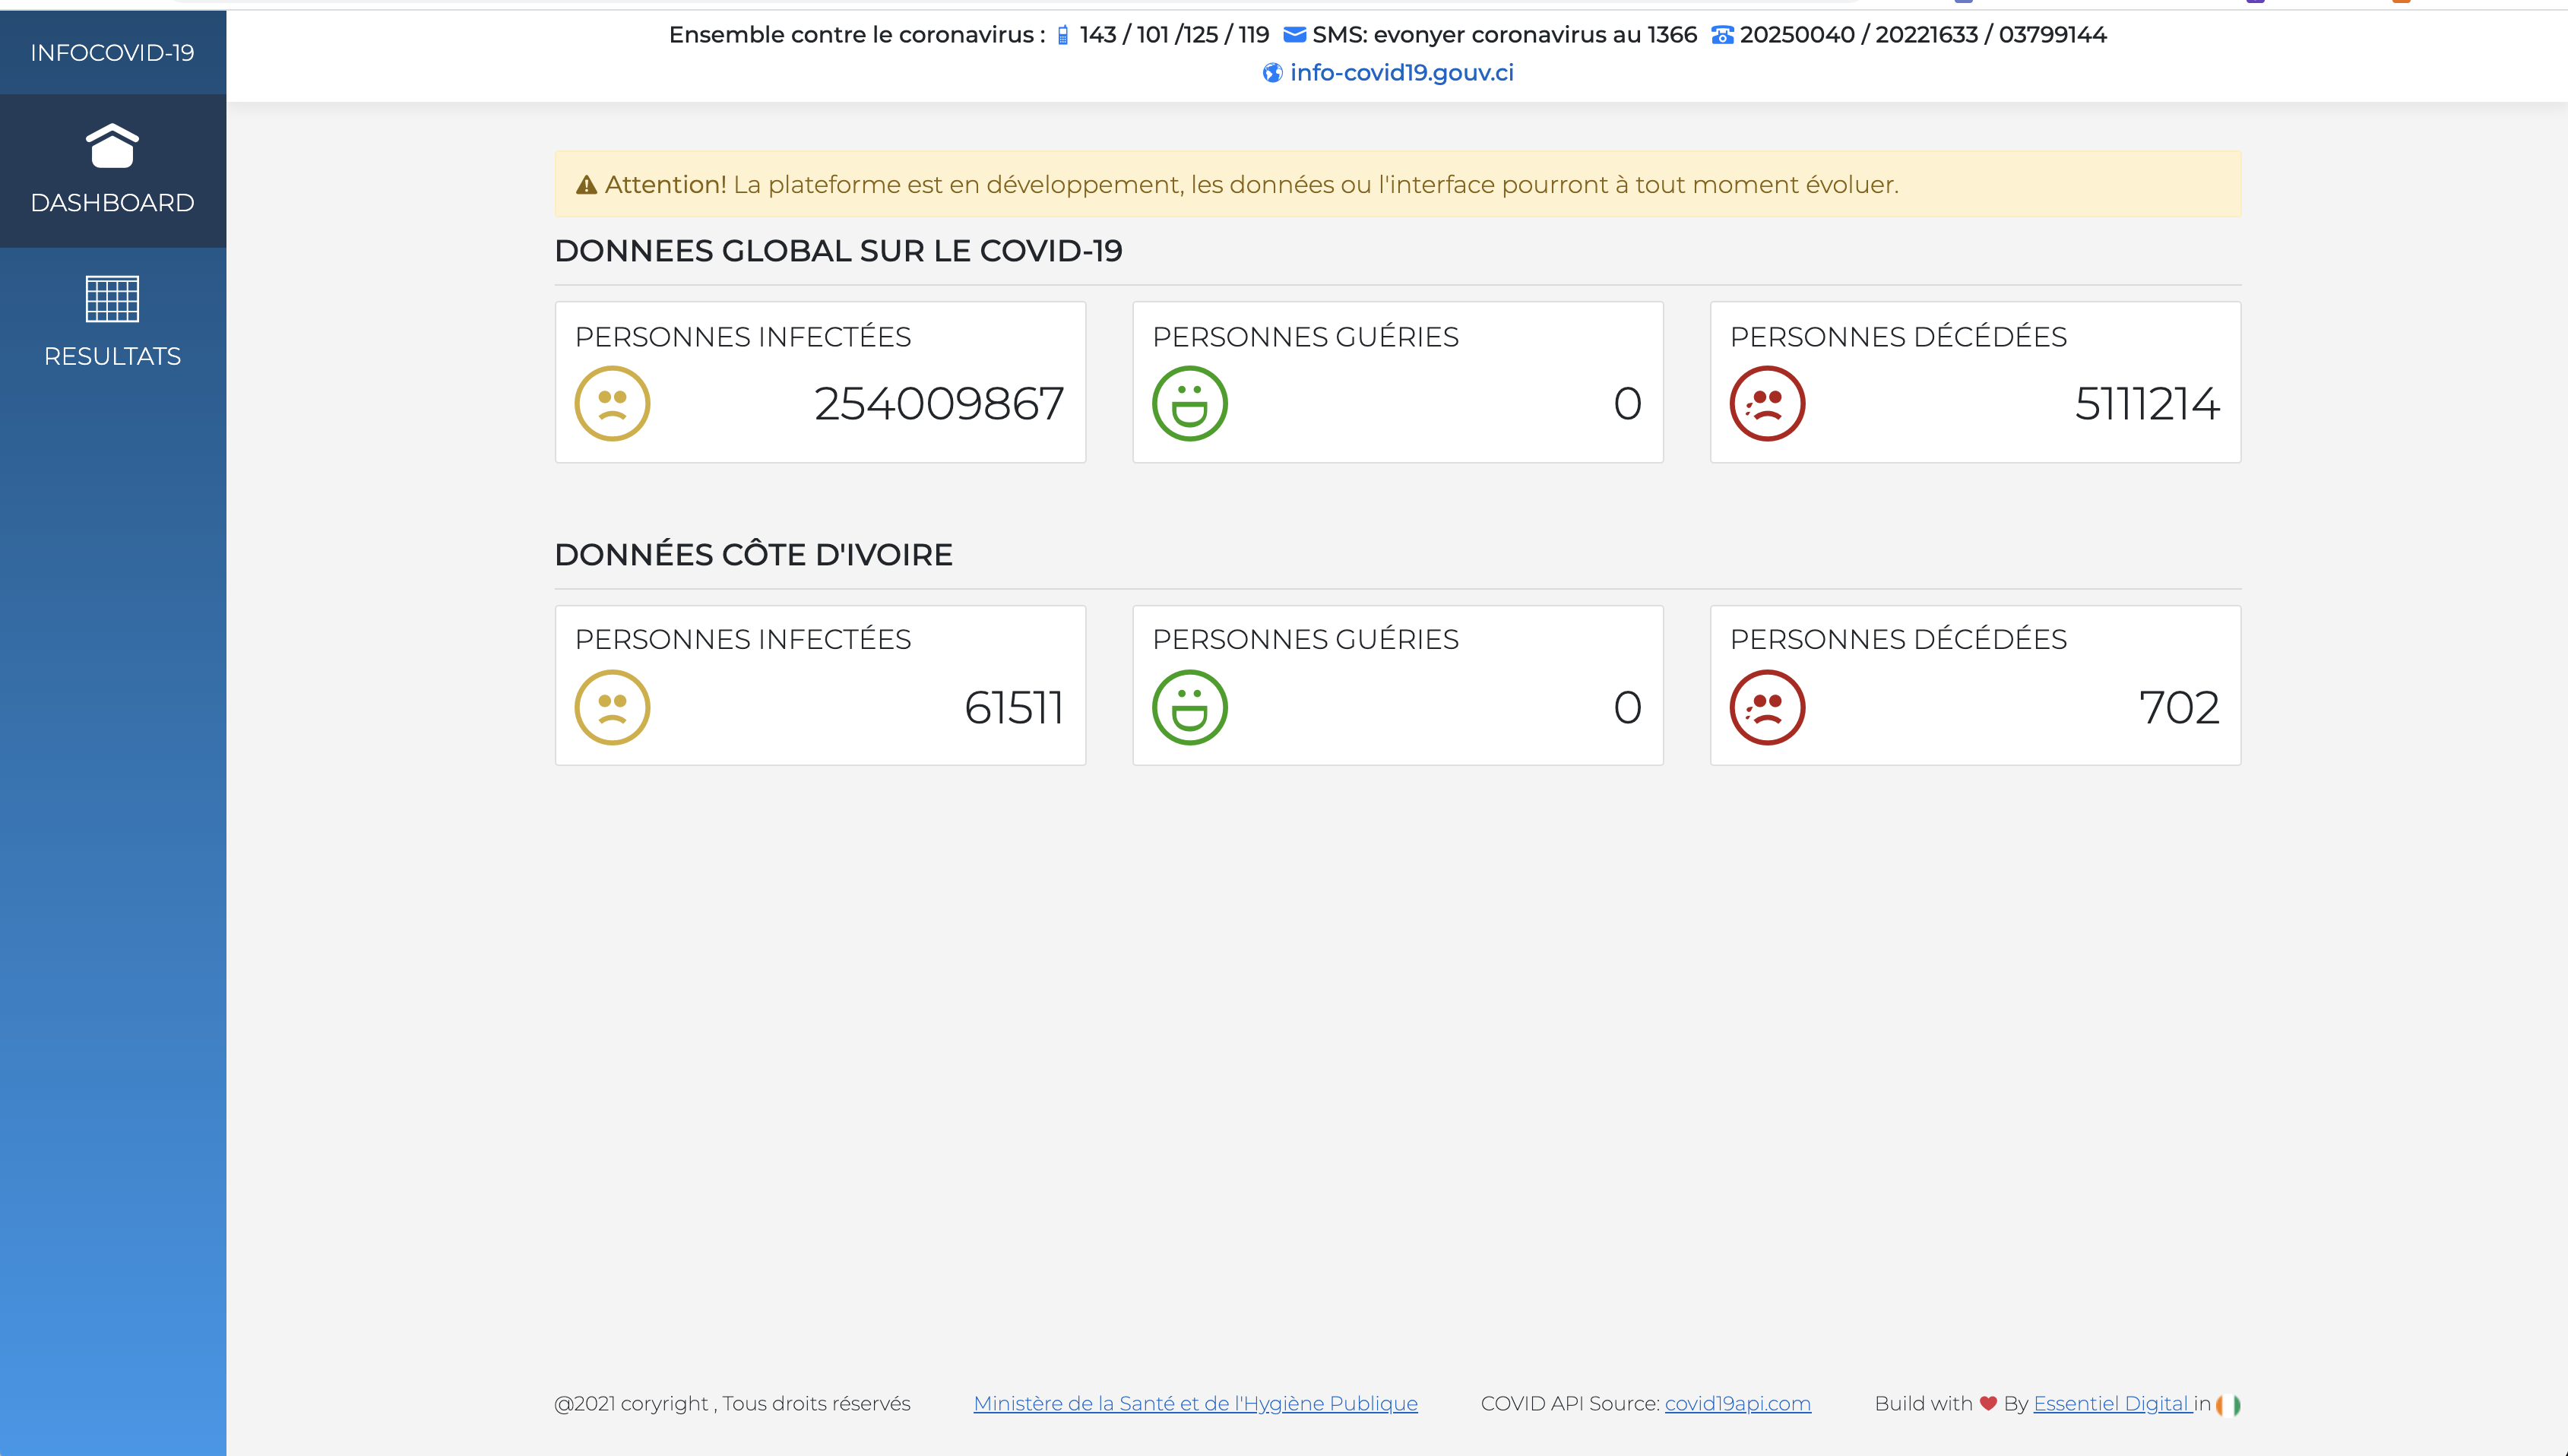 INFOCOVID-19
DASHBOARD
RESULTATS
Ensemble contre le coronavirus : 143 / 101 /125 / 119 SMS: evonyer coronavirus au 1366 20250040 / 20221633 / 03799144
info-covid19.gouv.ci
Attention! La plateforme est en développement, les données ou l'interface pourront à tout moment évoluer.
DONNEES GLOBAL SUR LE COVID-19
PERSONNES INFECTÉES
254009867
PERSONNES GUÉRIES
0
PERSONNES DÉCÉDÉES
5111214
DONNÉES CÔTE D'IVOIRE
PERSONNES INFECTÉES
61511
PERSONNES GUÉRIES
0
PERSONNES DÉCÉDÉES
702
@2021 coryright , Tous droits réservés Ministère de la Santé et de l'Hygiène Publique COVID API Source: covid19api.com Build with ❤ By Essentiel Digital in